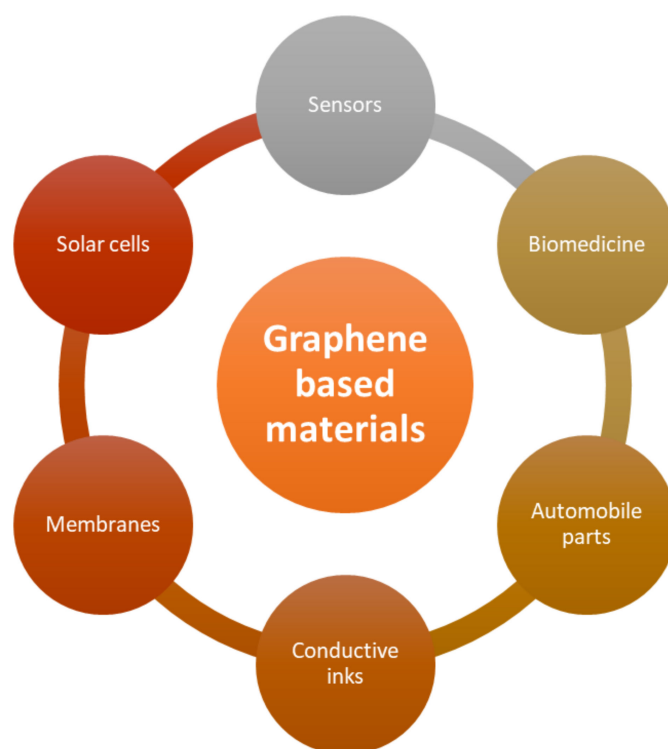 Sensors
Solar cells
Biomedicine
Graphene
based
materials
Membranes
Automobile
parts
Conductive
inks